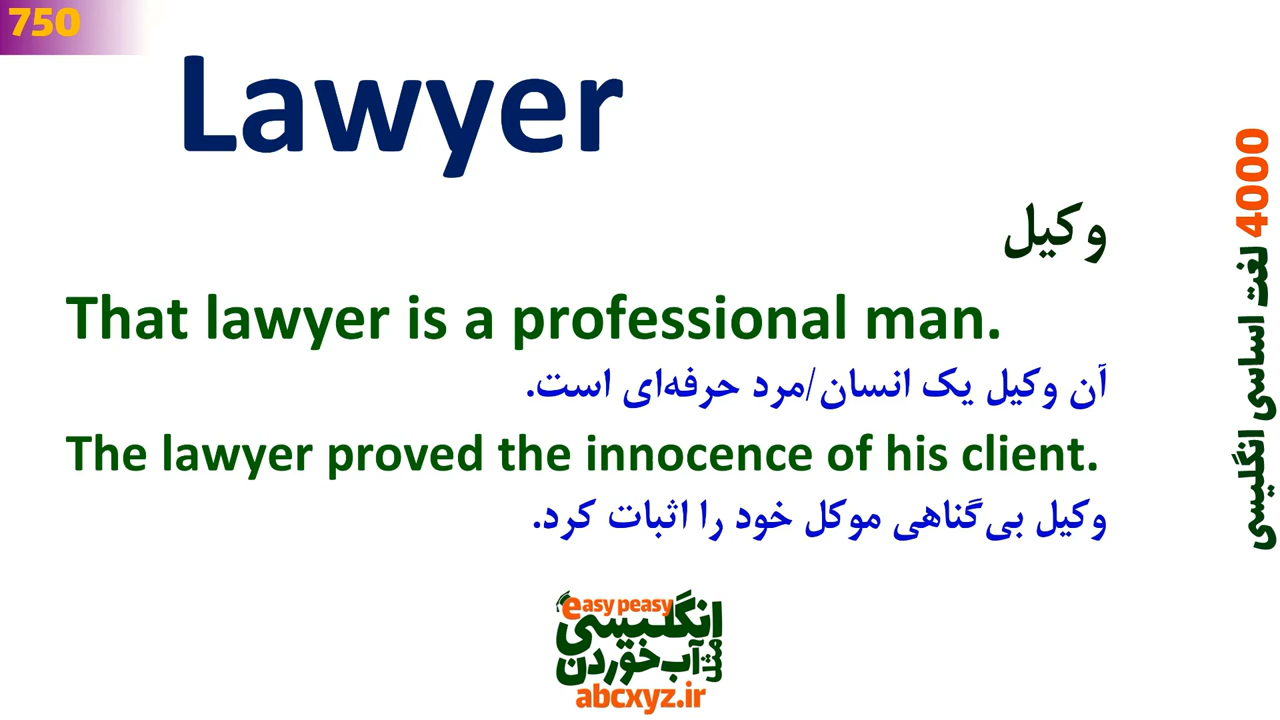 750
Lawyer
وکیل
That lawyer is a professional man.
آن وکیل یک انسان/مرد حرفه‌ای است.
The lawyer proved the innocence of his client.
وکیل بی‌گناهی موکل خود را اثبات کرد.
4000 لغت اساسی انگلیسی
easy peasy
انگلیسی
مثل آب خوردن
abcxyz.ir